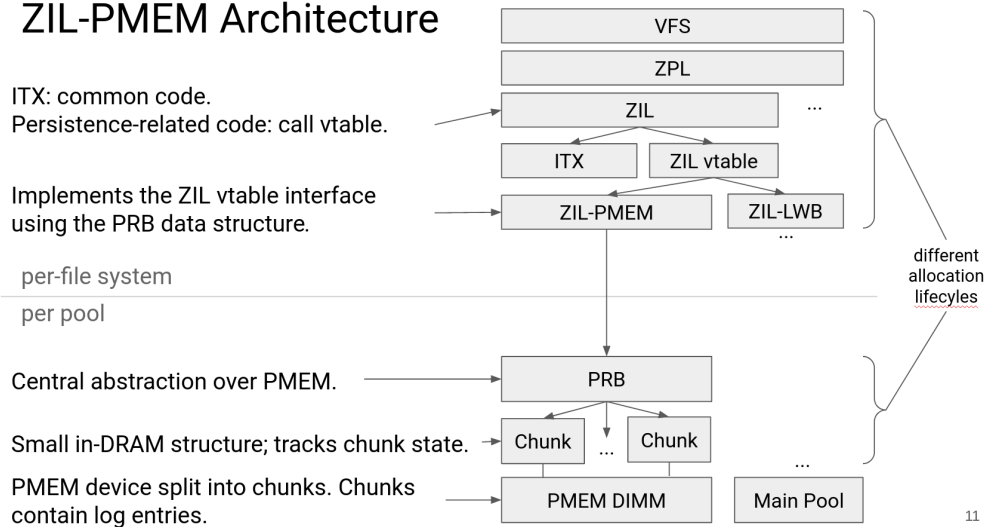 ZIL-PMEM Architecture
VFS
ZPL
ITX: common code.
Persistence-related code: call vtable.
ZIL
...
ITX
ZIL vtable
Implements the ZIL vtable interface
using the PRB data structure.
ZIL-PMEM
ZIL-LWB
...
different
allocation
lifecyles
per-file system
per pool
Central abstraction over PMEM.
PRB
Small in-DRAM structure; tracks chunk state.
Chunk
...
Chunk
...
PMEM device split into chunks. Chunks
contain log entries.
PMEM DIMM
Main Pool
11